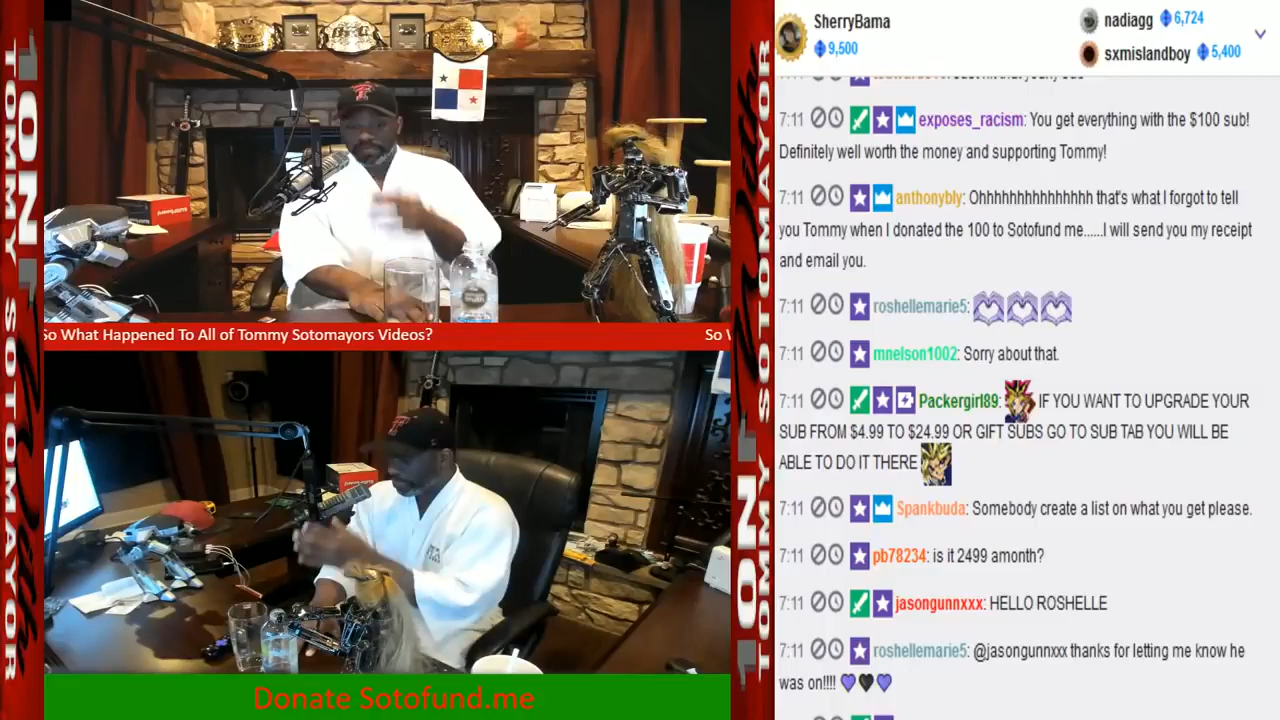 SherryBama
9,500
nadiagg 6,724
sxmislandboy 5,400
7:11 exposes_racism: You get everything with the $100 sub!
Definitely well worth the money and supporting Tommy!
7:11 anthonybly: Ohhhhhhhhhhhhhhh that's what I forgot to tell
you Tommy when I donated the 100 to Sotofund me......I will send you my receipt
and email you.
7:11 roshellemarie5:
7:11 mnelson1002: Sorry about that.
7:11 Packergirl89: IF YOU WANT TO UPGRADE YOUR
SUB FROM $4.99 TO $24.99 OR GIFT SUBS GO TO SUB TAB YOU WILL BE
ABLE TO DO IT THERE
7:11 Spankbuda: Somebody create a list on what you get please.
7:11 pb78234: is it 2499 amonth?
7:11 jasongunnxxx: HELLO ROSHELLE
7:11 roshellemarie5: @jasongunnxxx thanks for letting me know he
was on!!!!
So What Happened To All of Tommy Sotomayors Videos?
So
Donate Sotofund.me
1ON1
With
TOMMY SOTOMAYOR
1ON1
With
TOMMY SOTOMAYOR